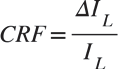 CRF = ΔI_L / I_L